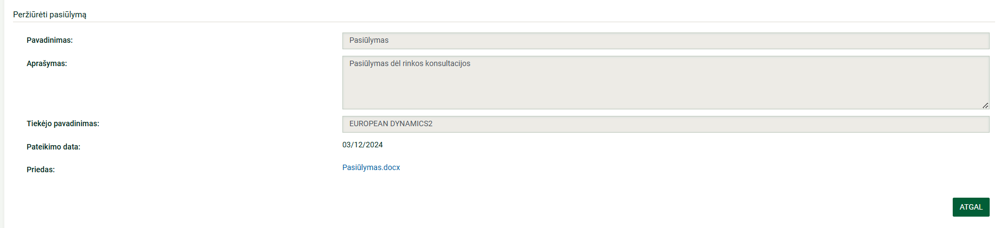 Peržiūrėti pasiūlymą
Pavadinimas:
Pasiūlymas
Aprašymas:
Pasiūlymas dėl rinkos konsultacijos
Tiekėjo pavadinimas:
EUROPEAN DYNAMICS2
Pateikimo data:
03/12/2024
Priedas:
Pasiūlymas.docx
ATGAL